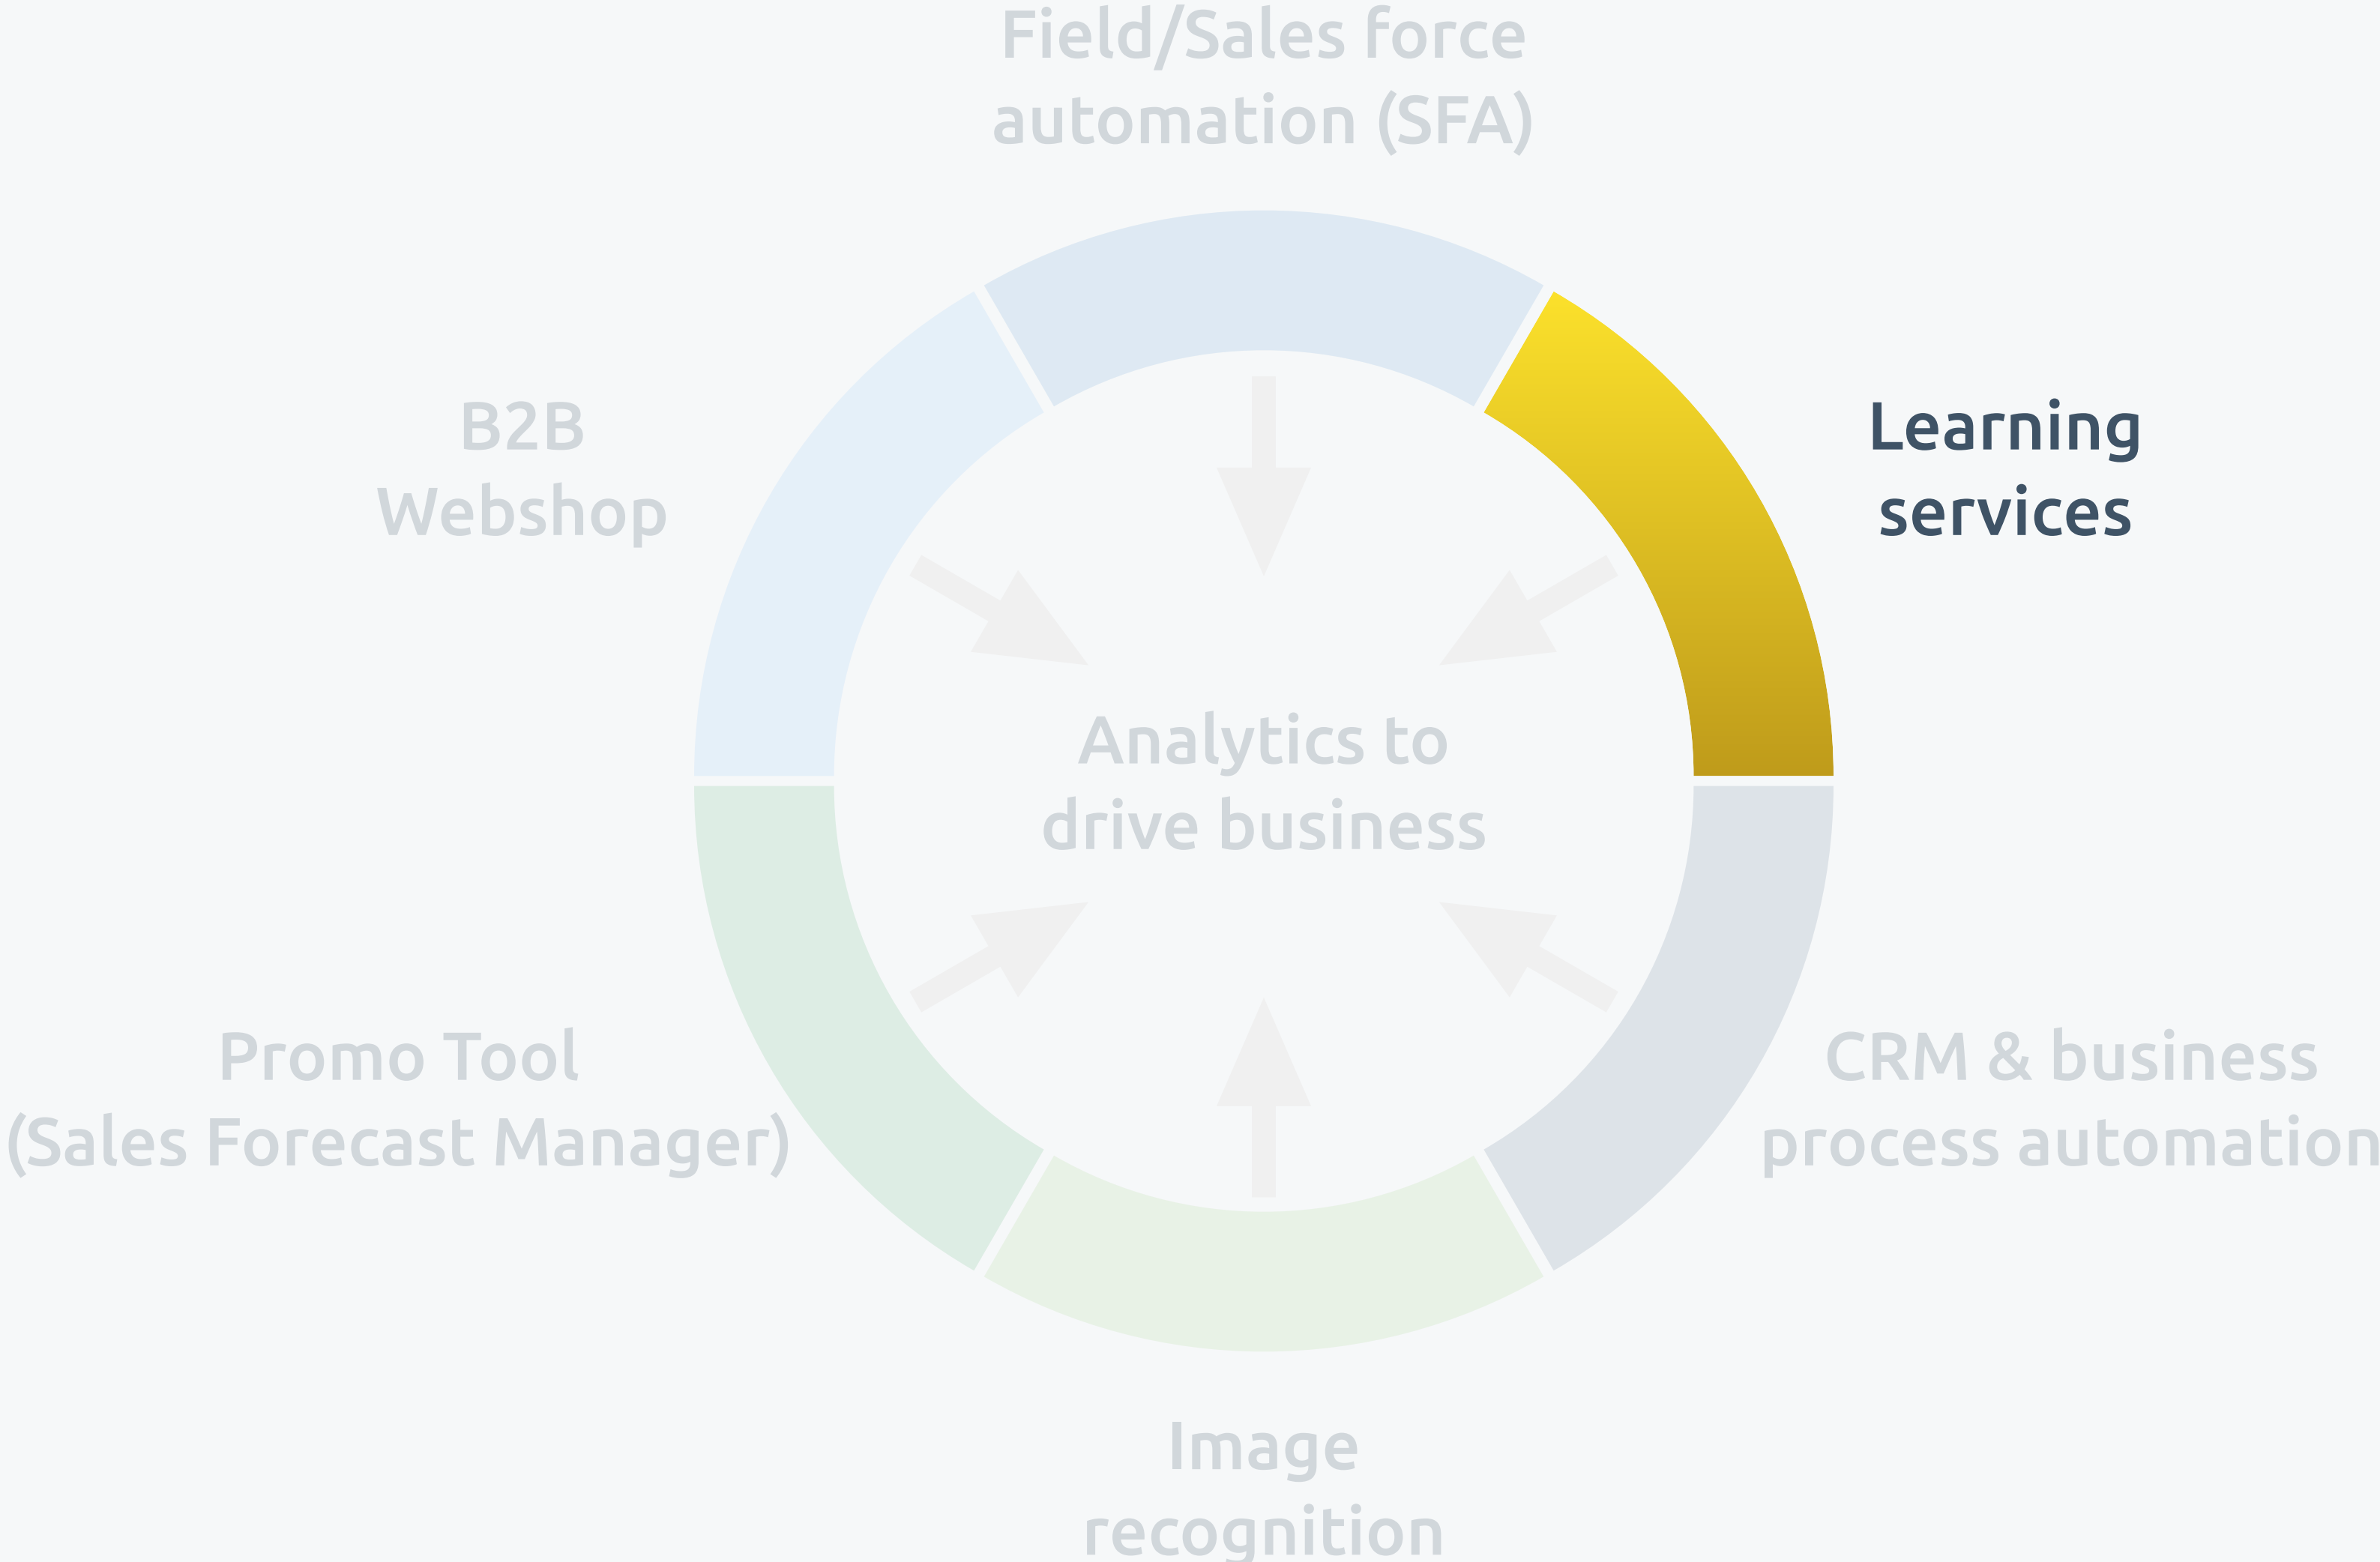 Field/Sales force
automation (SFA)
B2B
Webshop
Learning
services
Analytics to
drive business
Promo Tool
(Sales Forecast Manager)
CRM & business
process automation
Image
recognition